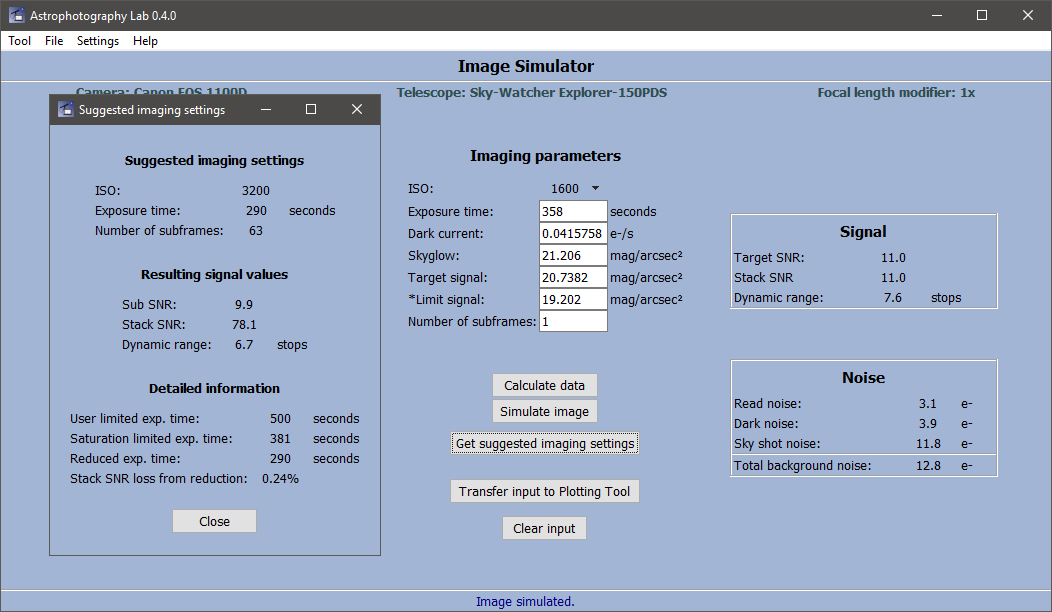 Astrophotography Lab 0.4.0
Tool File Settings Help
Image Simulator
Camera: Canon EOS 1100D Telescope: Sky-Watcher Explorer-150PDS Focal length modifier: 1x
Suggested imaging settings
Suggested imaging settings
ISO: 3200
Exposure time: 290 seconds
Number of subframes: 63
Resulting signal values
Sub SNR: 9.9
Stack SNR: 78.1
Dynamic range: 6.7 stops
Detailed information
User limited exp. time: 500 seconds
Saturation limited exp. time: 381 seconds
Reduced exp. time: 290 seconds
Stack SNR loss from reduction: 0.24%
Close
Imaging parameters
ISO: 1600
Exposure time: 358 seconds
Dark current: 0.0415758 e-/s
Skyglow: 21.206 mag/arcsec²
Target signal: 20.7382 mag/arcsec²
*Limit signal: 19.202 mag/arcsec²
Number of subframes: 1
Calculate data
Simulate image
Get suggested imaging settings
Transfer input to Plotting Tool
Clear input
Signal
Target SNR: 11.0
Stack SNR 11.0
Dynamic range: 7.6 stops
Noise
Read noise: 3.1 e-
Dark noise: 3.9 e-
Sky shot noise: 11.8 e-
Total background noise: 12.8 e-
Image simulated.